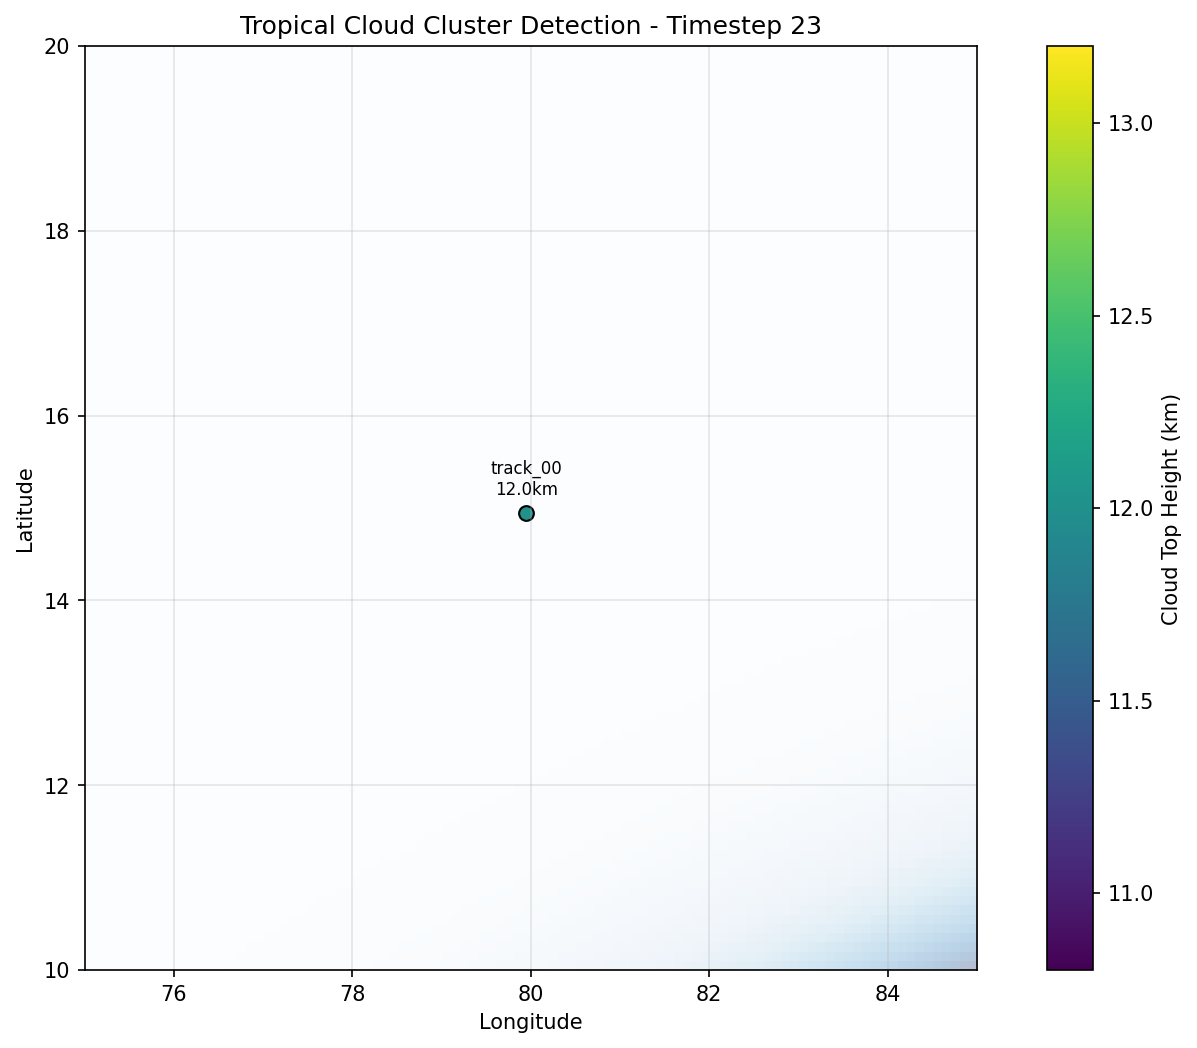 Tropical Cloud Cluster Detection - Timestep 23
20
18
16
14
12
10
Latitude
track_00
12.0km
76
78
80
82
84
Longitude
13.0
12.5
12.0
11.5
11.0
Cloud Top Height (km)